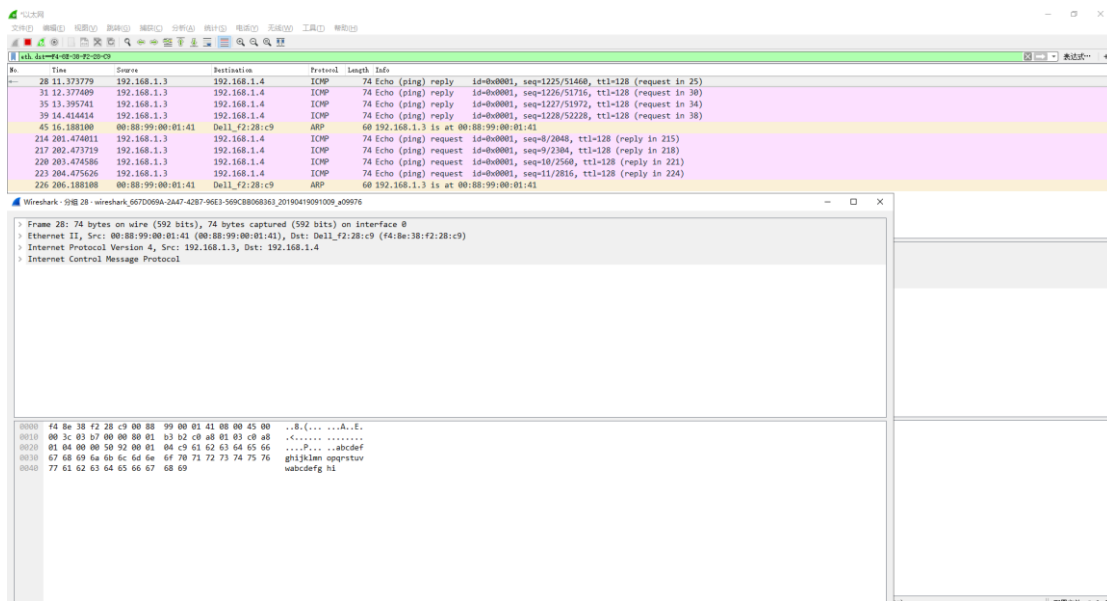 *以太网
文件(F) 编辑(E) 视图(V) 跳转(G) 捕获(C) 分析(A) 统计(S) 电话(Y) 无线(W) 工具(T) 帮助(H)
eth.dst==F4-8E-38-F2-28-C9 表达式…
No. Time Source Destination Protocol Length Info
28 11.373779 192.168.1.3 192.168.1.4 ICMP 74 Echo (ping) reply id=0x0001, seq=1225/51460, ttl=128 (request in 25)
31 12.377409 192.168.1.3 192.168.1.4 ICMP 74 Echo (ping) reply id=0x0001, seq=1226/51716, ttl=128 (request in 30)
35 13.395741 192.168.1.3 192.168.1.4 ICMP 74 Echo (ping) reply id=0x0001, seq=1227/51972, ttl=128 (request in 34)
39 14.414414 192.168.1.3 192.168.1.4 ICMP 74 Echo (ping) reply id=0x0001, seq=1228/52228, ttl=128 (request in 38)
45 16.188100 00:88:99:00:01:41 Dell_f2:28:c9 ARP 60 192.168.1.3 is at 00:88:99:00:01:41
214 201.474011 192.168.1.3 192.168.1.4 ICMP 74 Echo (ping) request id=0x0001, seq=8/2048, ttl=128 (reply in 215)
217 202.473719 192.168.1.3 192.168.1.4 ICMP 74 Echo (ping) request id=0x0001, seq=9/2304, ttl=128 (reply in 218)
220 203.474586 192.168.1.3 192.168.1.4 ICMP 74 Echo (ping) request id=0x0001, seq=10/2560, ttl=128 (reply in 221)
223 204.475626 192.168.1.3 192.168.1.4 ICMP 74 Echo (ping) request id=0x0001, seq=11/2816, ttl=128 (reply in 224)
226 206.188108 00:88:99:00:01:41 Dell_f2:28:c9 ARP 60 192.168.1.3 is at 00:88:99:00:01:41
Wireshark · 分组 28 · wireshark_667D069A-2A47-42B7-96E3-569CBB068363_20190419091009_a09976
> Frame 28: 74 bytes on wire (592 bits), 74 bytes captured (592 bits) on interface 0
> Ethernet II, Src: 00:88:99:00:01:41 (00:88:99:00:01:41), Dst: Dell_f2:28:c9 (f4:8e:38:f2:28:c9)
> Internet Protocol Version 4, Src: 192.168.1.3, Dst: 192.168.1.4
> Internet Control Message Protocol
0000 f4 8e 38 f2 28 c9 00 88 99 00 01 41 08 00 45 00 ..8.(... ...A..E.
0010 00 3c 03 b7 00 00 80 01 b3 b2 c0 a8 01 03 c0 a8 .<...... ........
0020 01 04 00 00 50 92 00 01 04 c9 61 62 63 64 65 66 ....P... ..abcdef
0030 67 68 69 6a 6b 6c 6d 6e 6f 70 71 72 73 74 75 76 ghijklmn opqrstuv
0040 77 61 62 63 64 65 66 67 68 69 wabcdefg hi